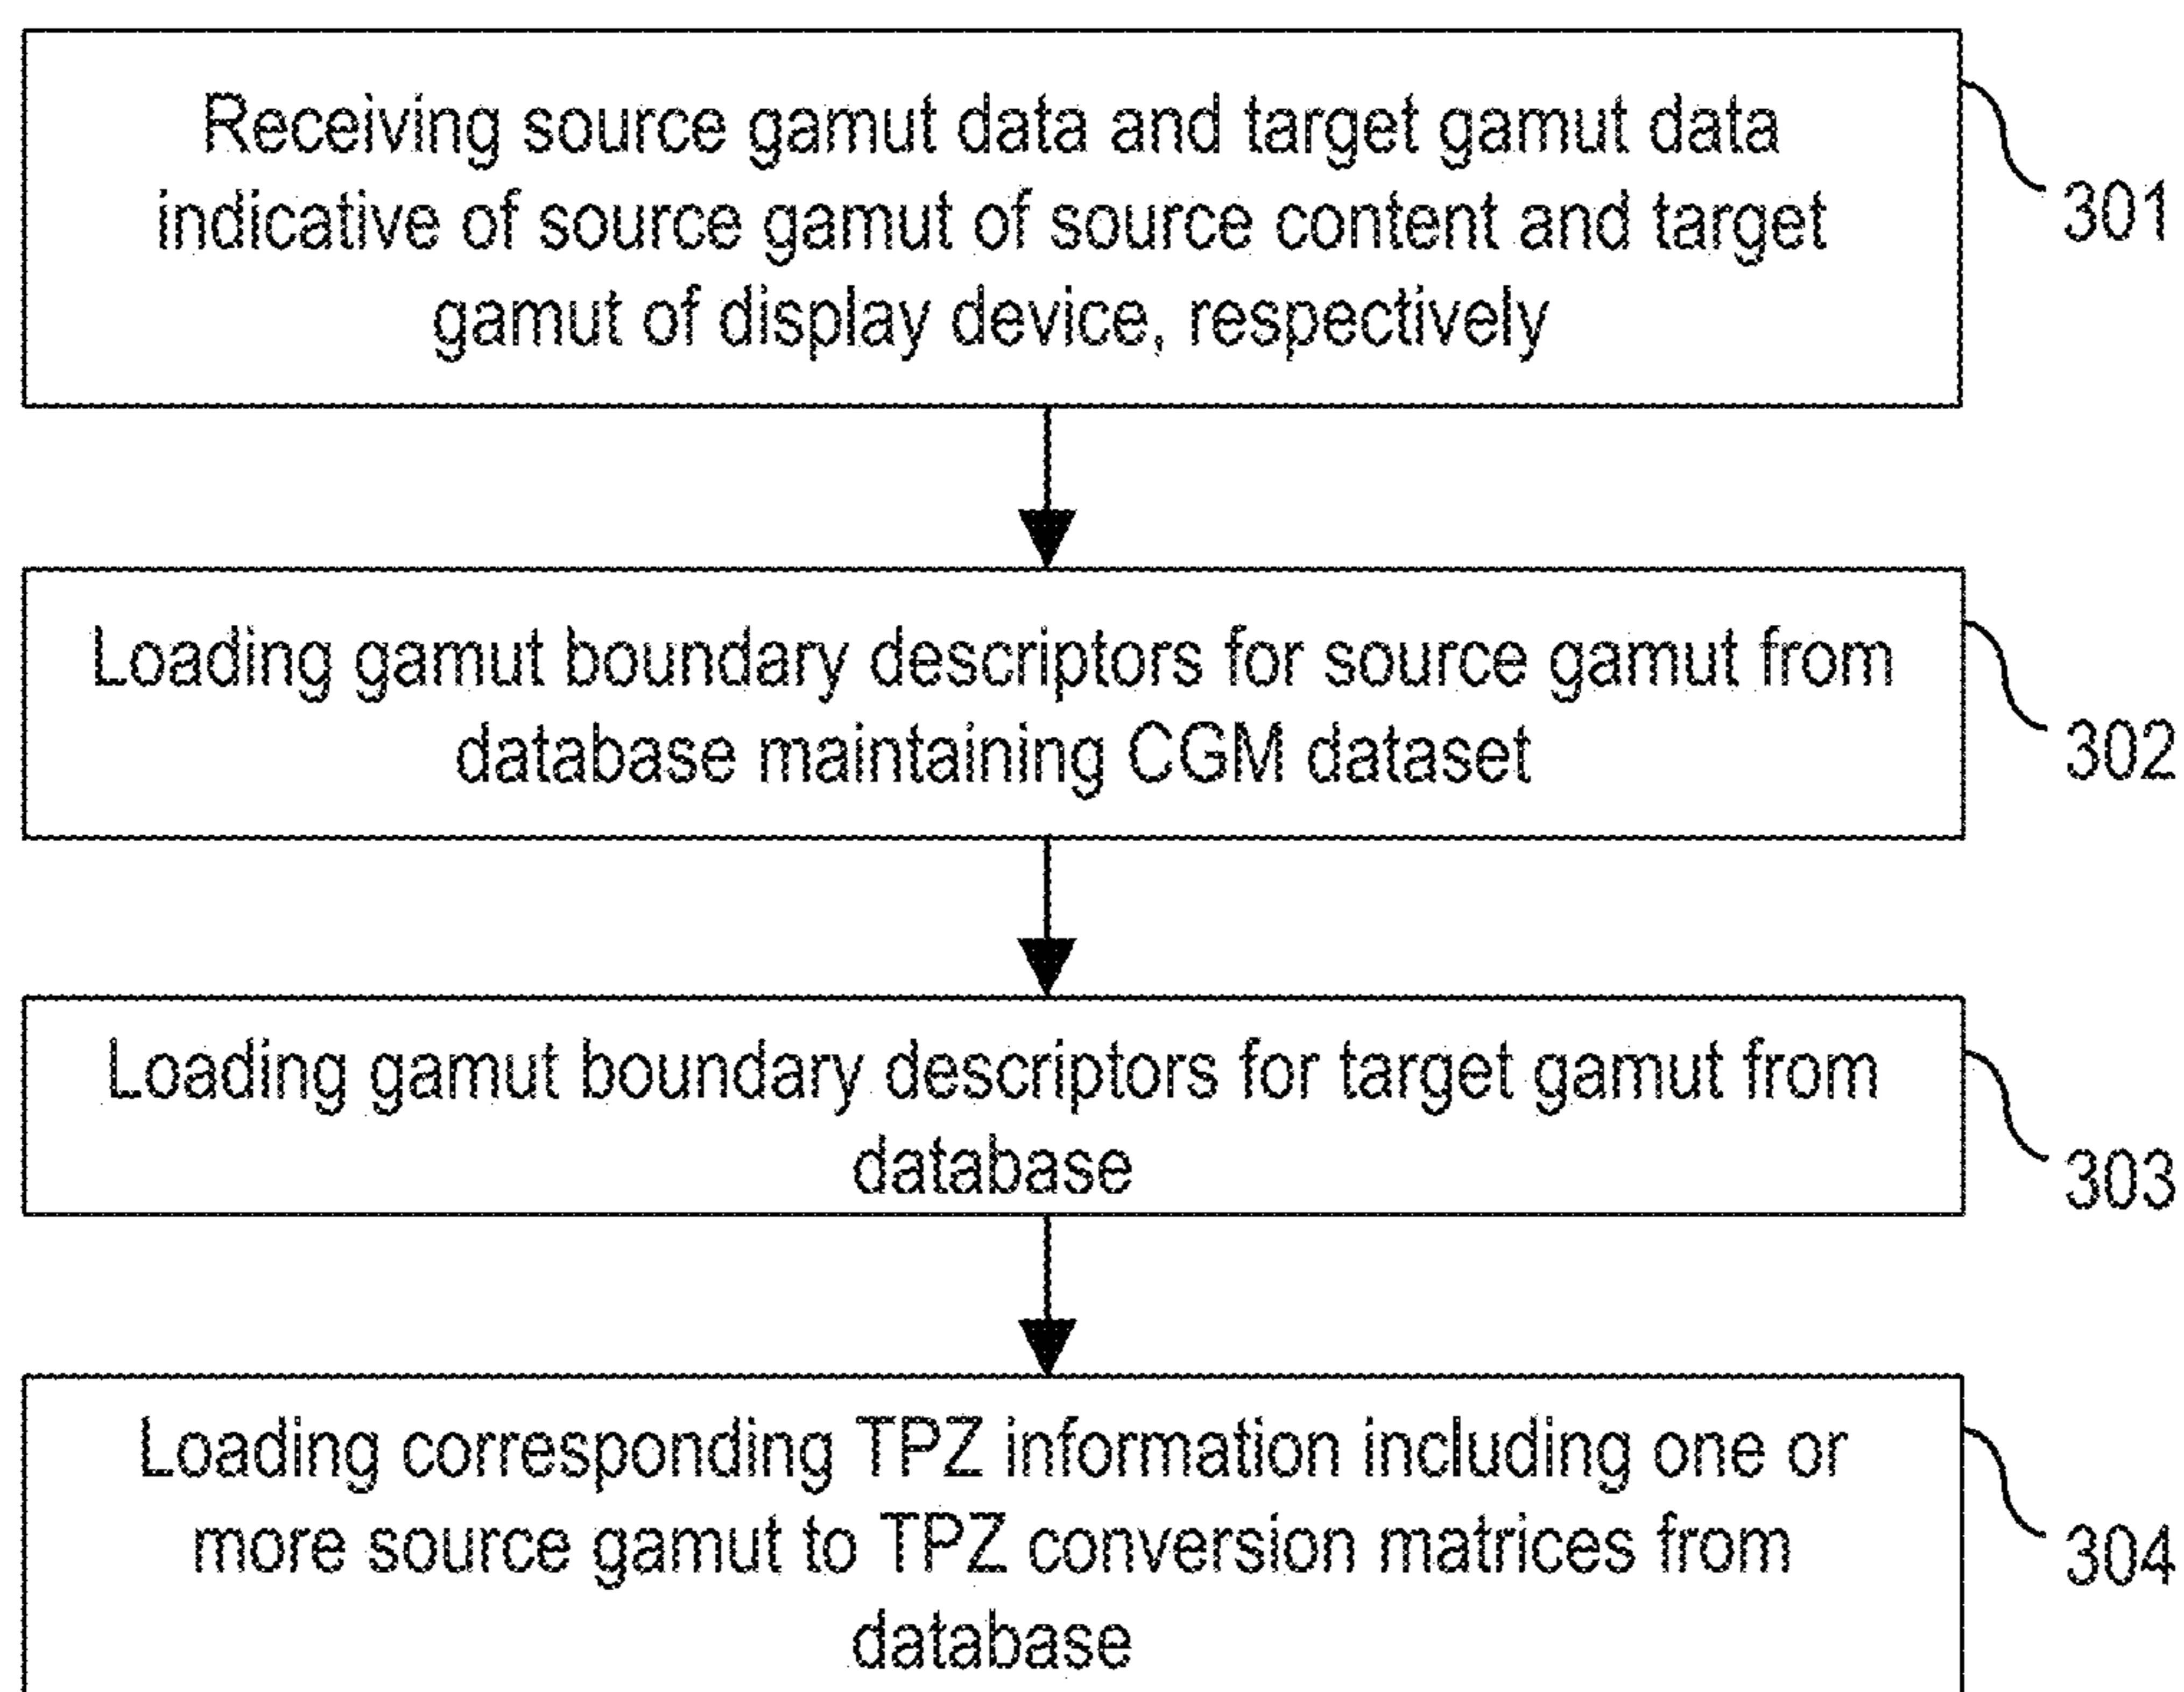 Receiving source gamut data and target gamut data
indicative of source gamut of source content and target
gamut of display device, respectively
301
Loading gamut boundary descriptors for source gamut from
database maintaining CGM dataset
302
Loading gamut boundary descriptors for target gamut from
database
303
Loading corresponding TPZ information including one or
more source gamut to TPZ conversion matrices from
database
304